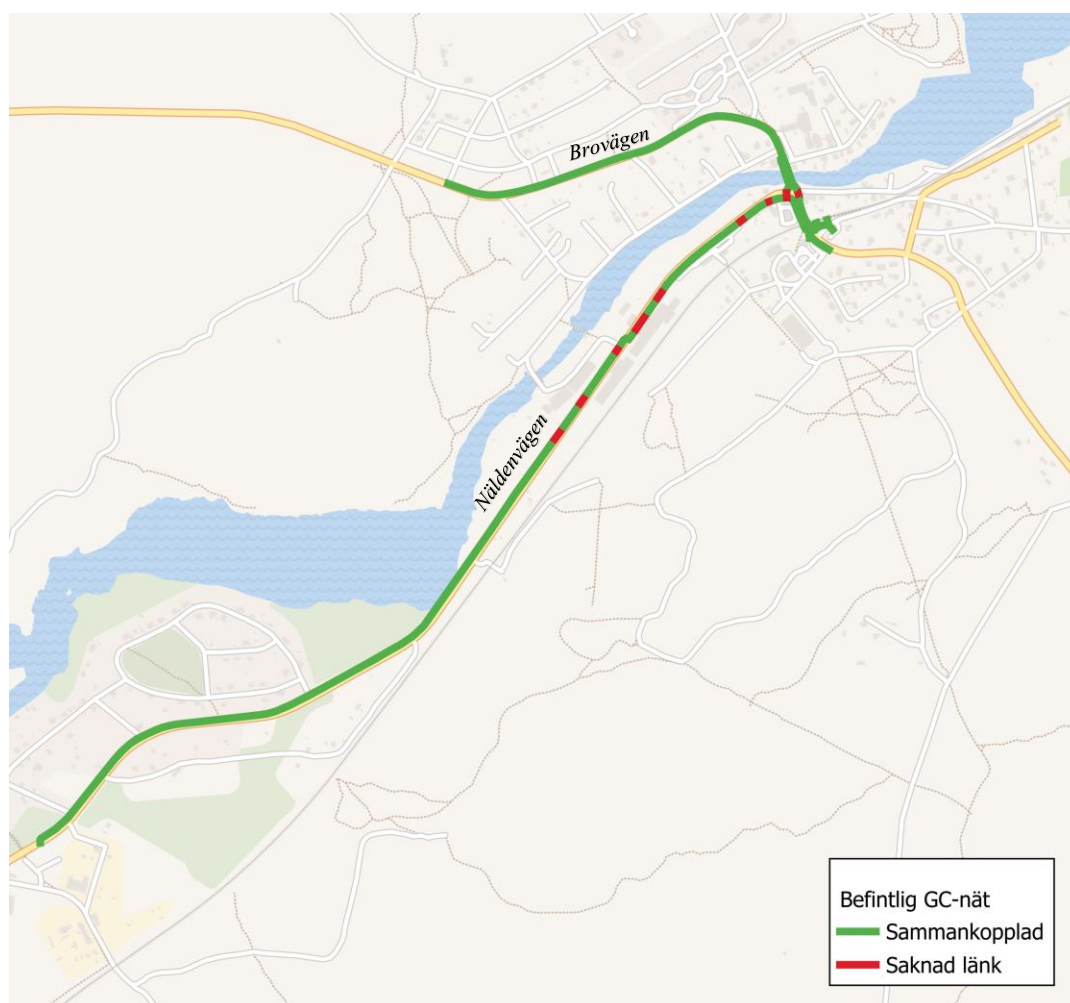 Brovägen
Näldenvägen
Befintlig GC-nät
Sammankopplad
Saknad länk